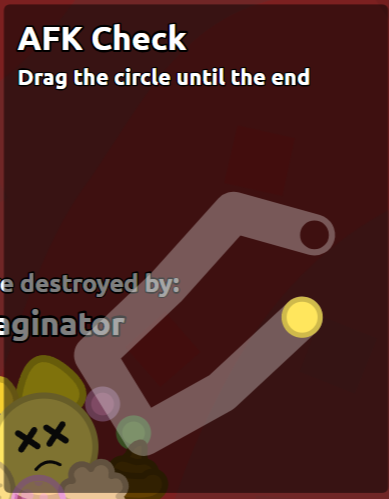 AFK Check
Drag the circle until the end
e destroyed by:
aginator